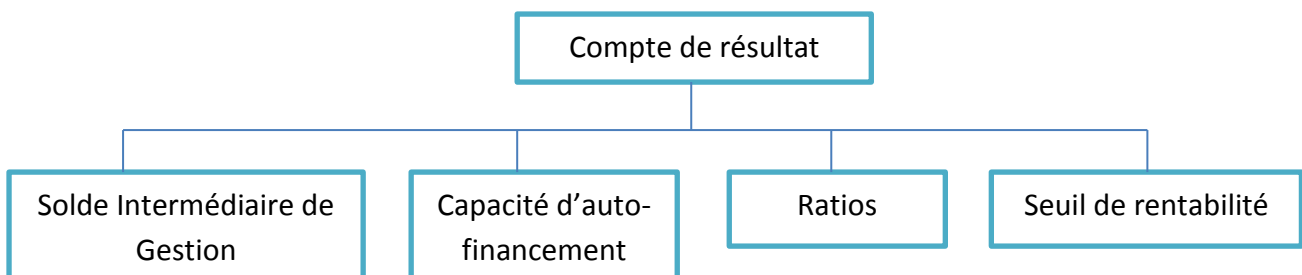 Compte de résultat
Solde Intermédiaire de
Gestion
Capacité d'auto-
financement
Ratios
Seuil de rentabilité